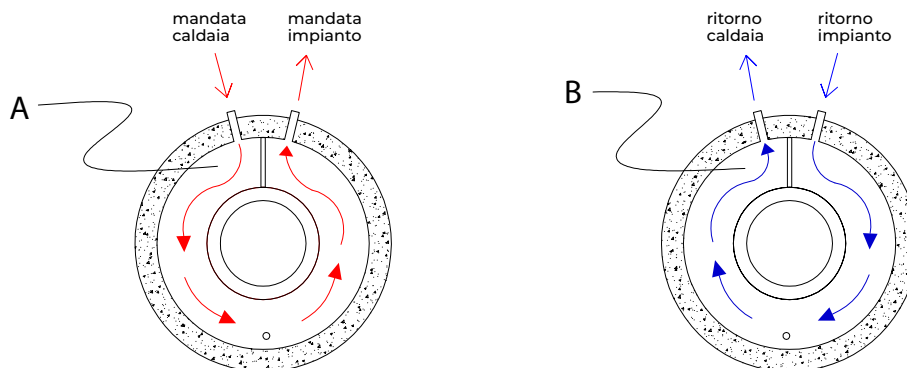 mandata
caldaia
mandata
impianto
A
ritorno
caldaia
ritorno
impianto
B